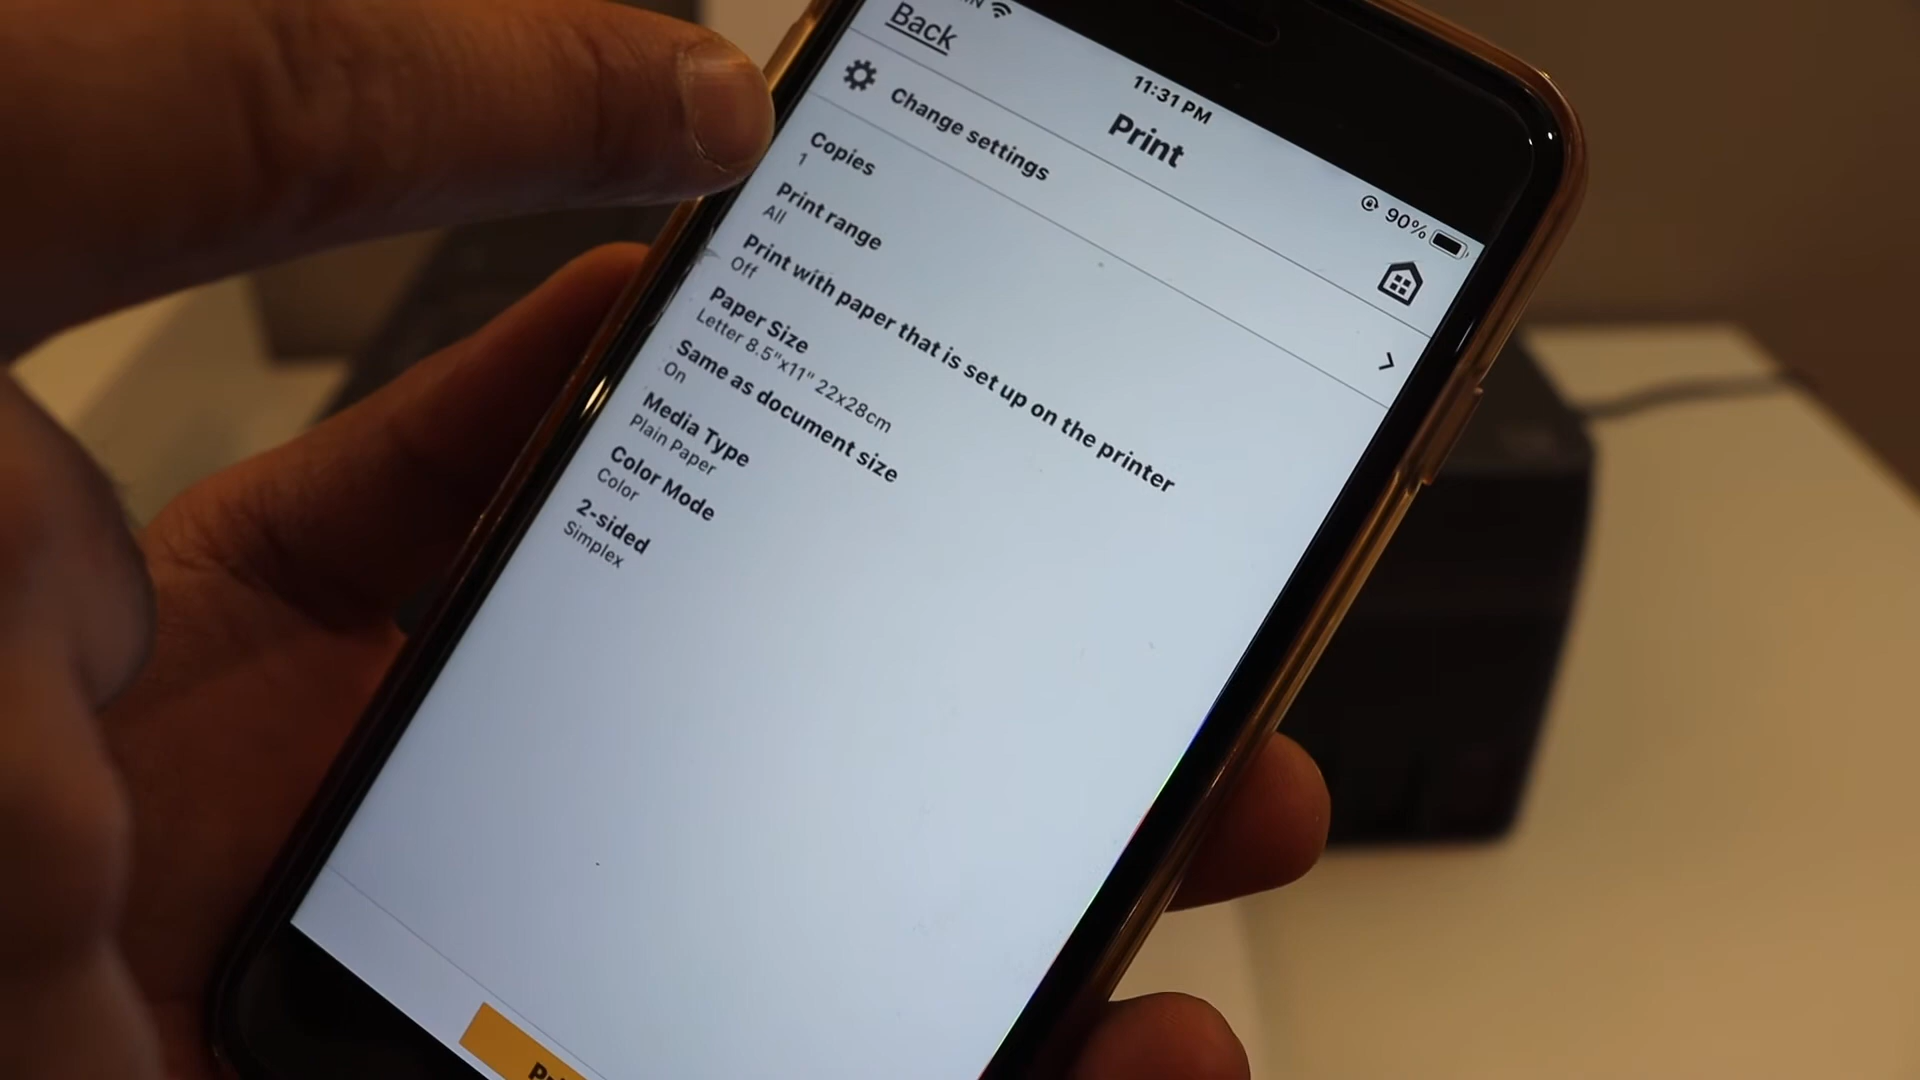 11:31 PM
90%
Back
Print
Change settings
Copies
1
Print range
All
Print with paper that is set up on the printer
Off
Paper Size
Letter 8.5"x11" 22x28cm
Same as document size
On
Media Type
Plain Paper
Color Mode
Color
2-sided
Simplex